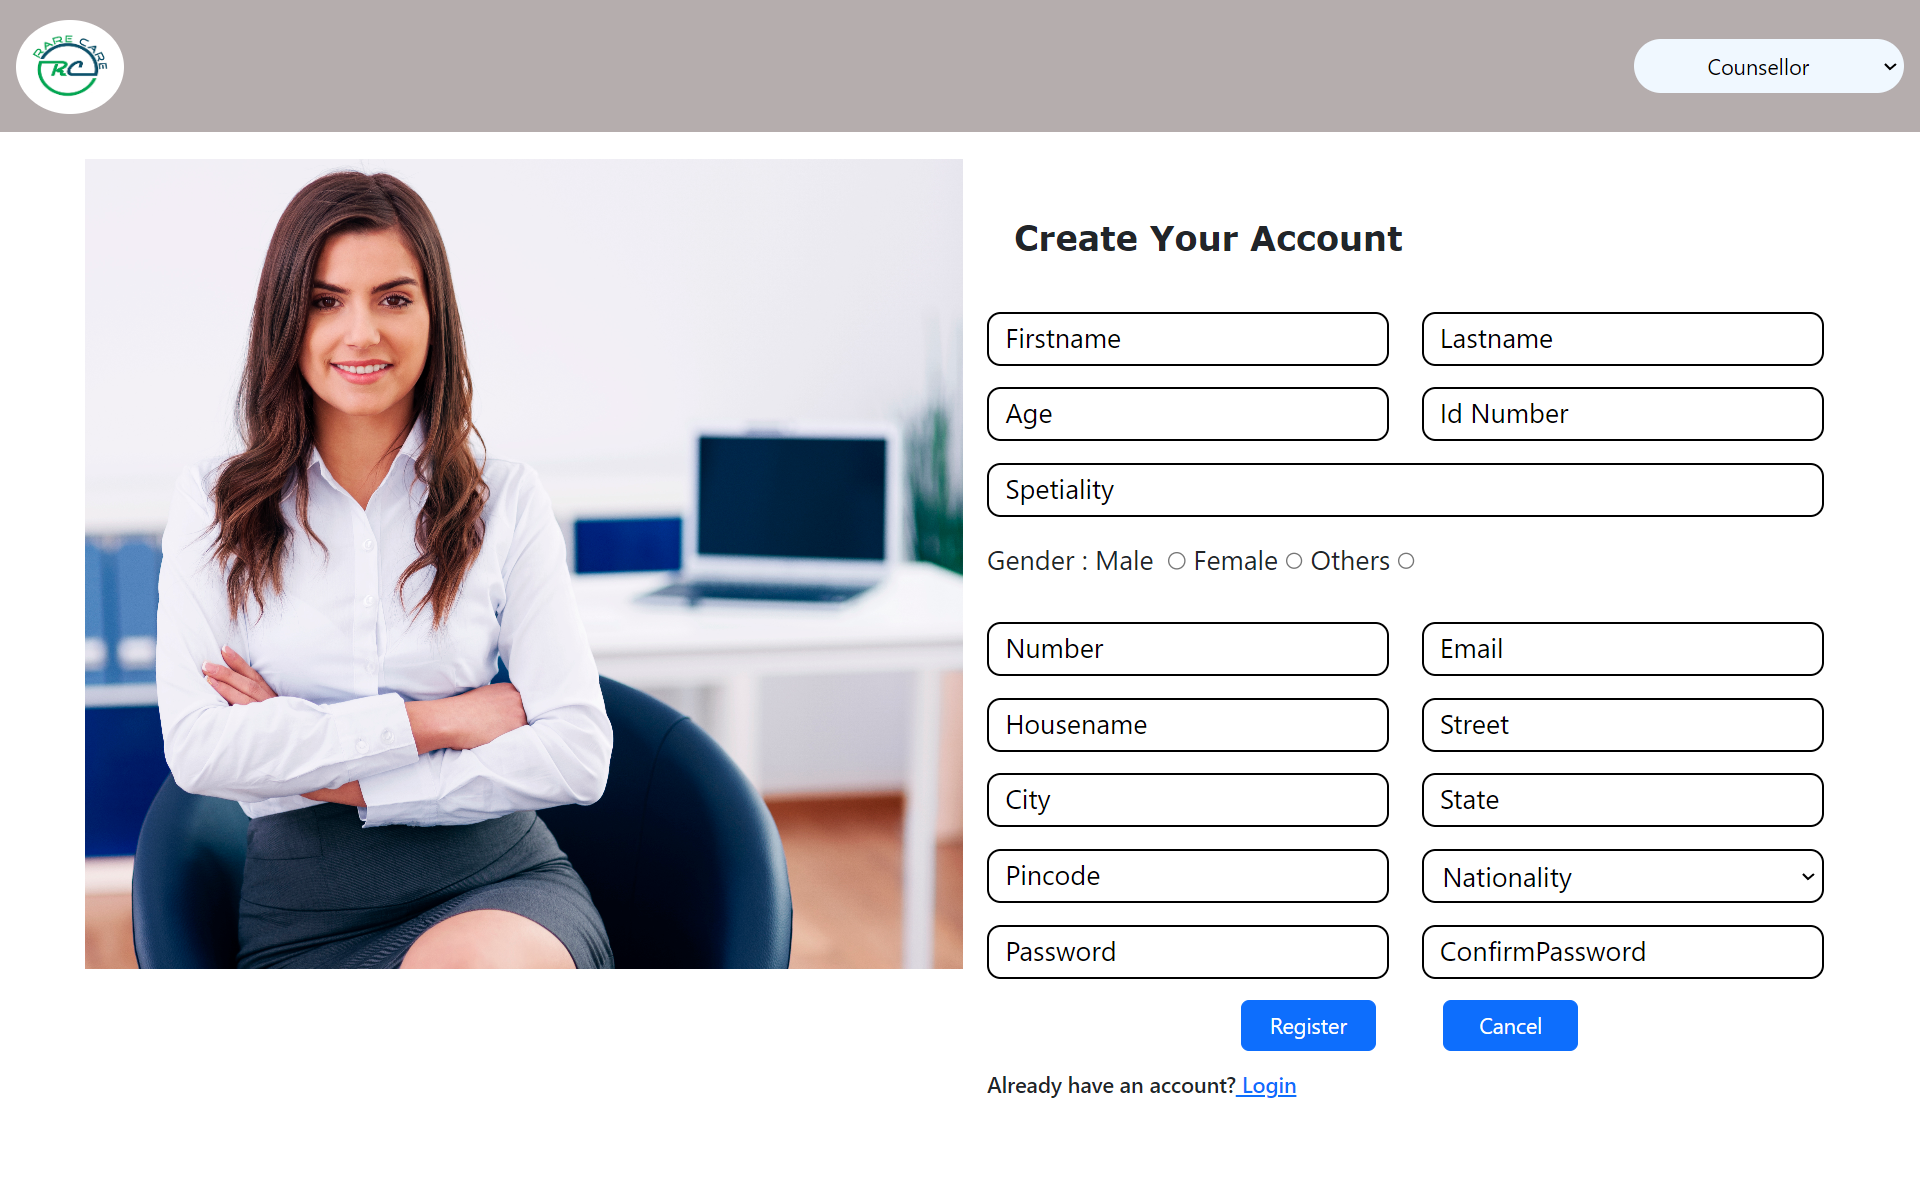 RARE CARE
RC
Counsellor
Create Your Account
Firstname
Lastname
Age
Id Number
Spetiality
Gender : Male Female Others
Number
Email
Housename
Street
City
State
Pincode
Nationality
Password
ConfirmPassword
Register
Cancel
Already have an account? Login